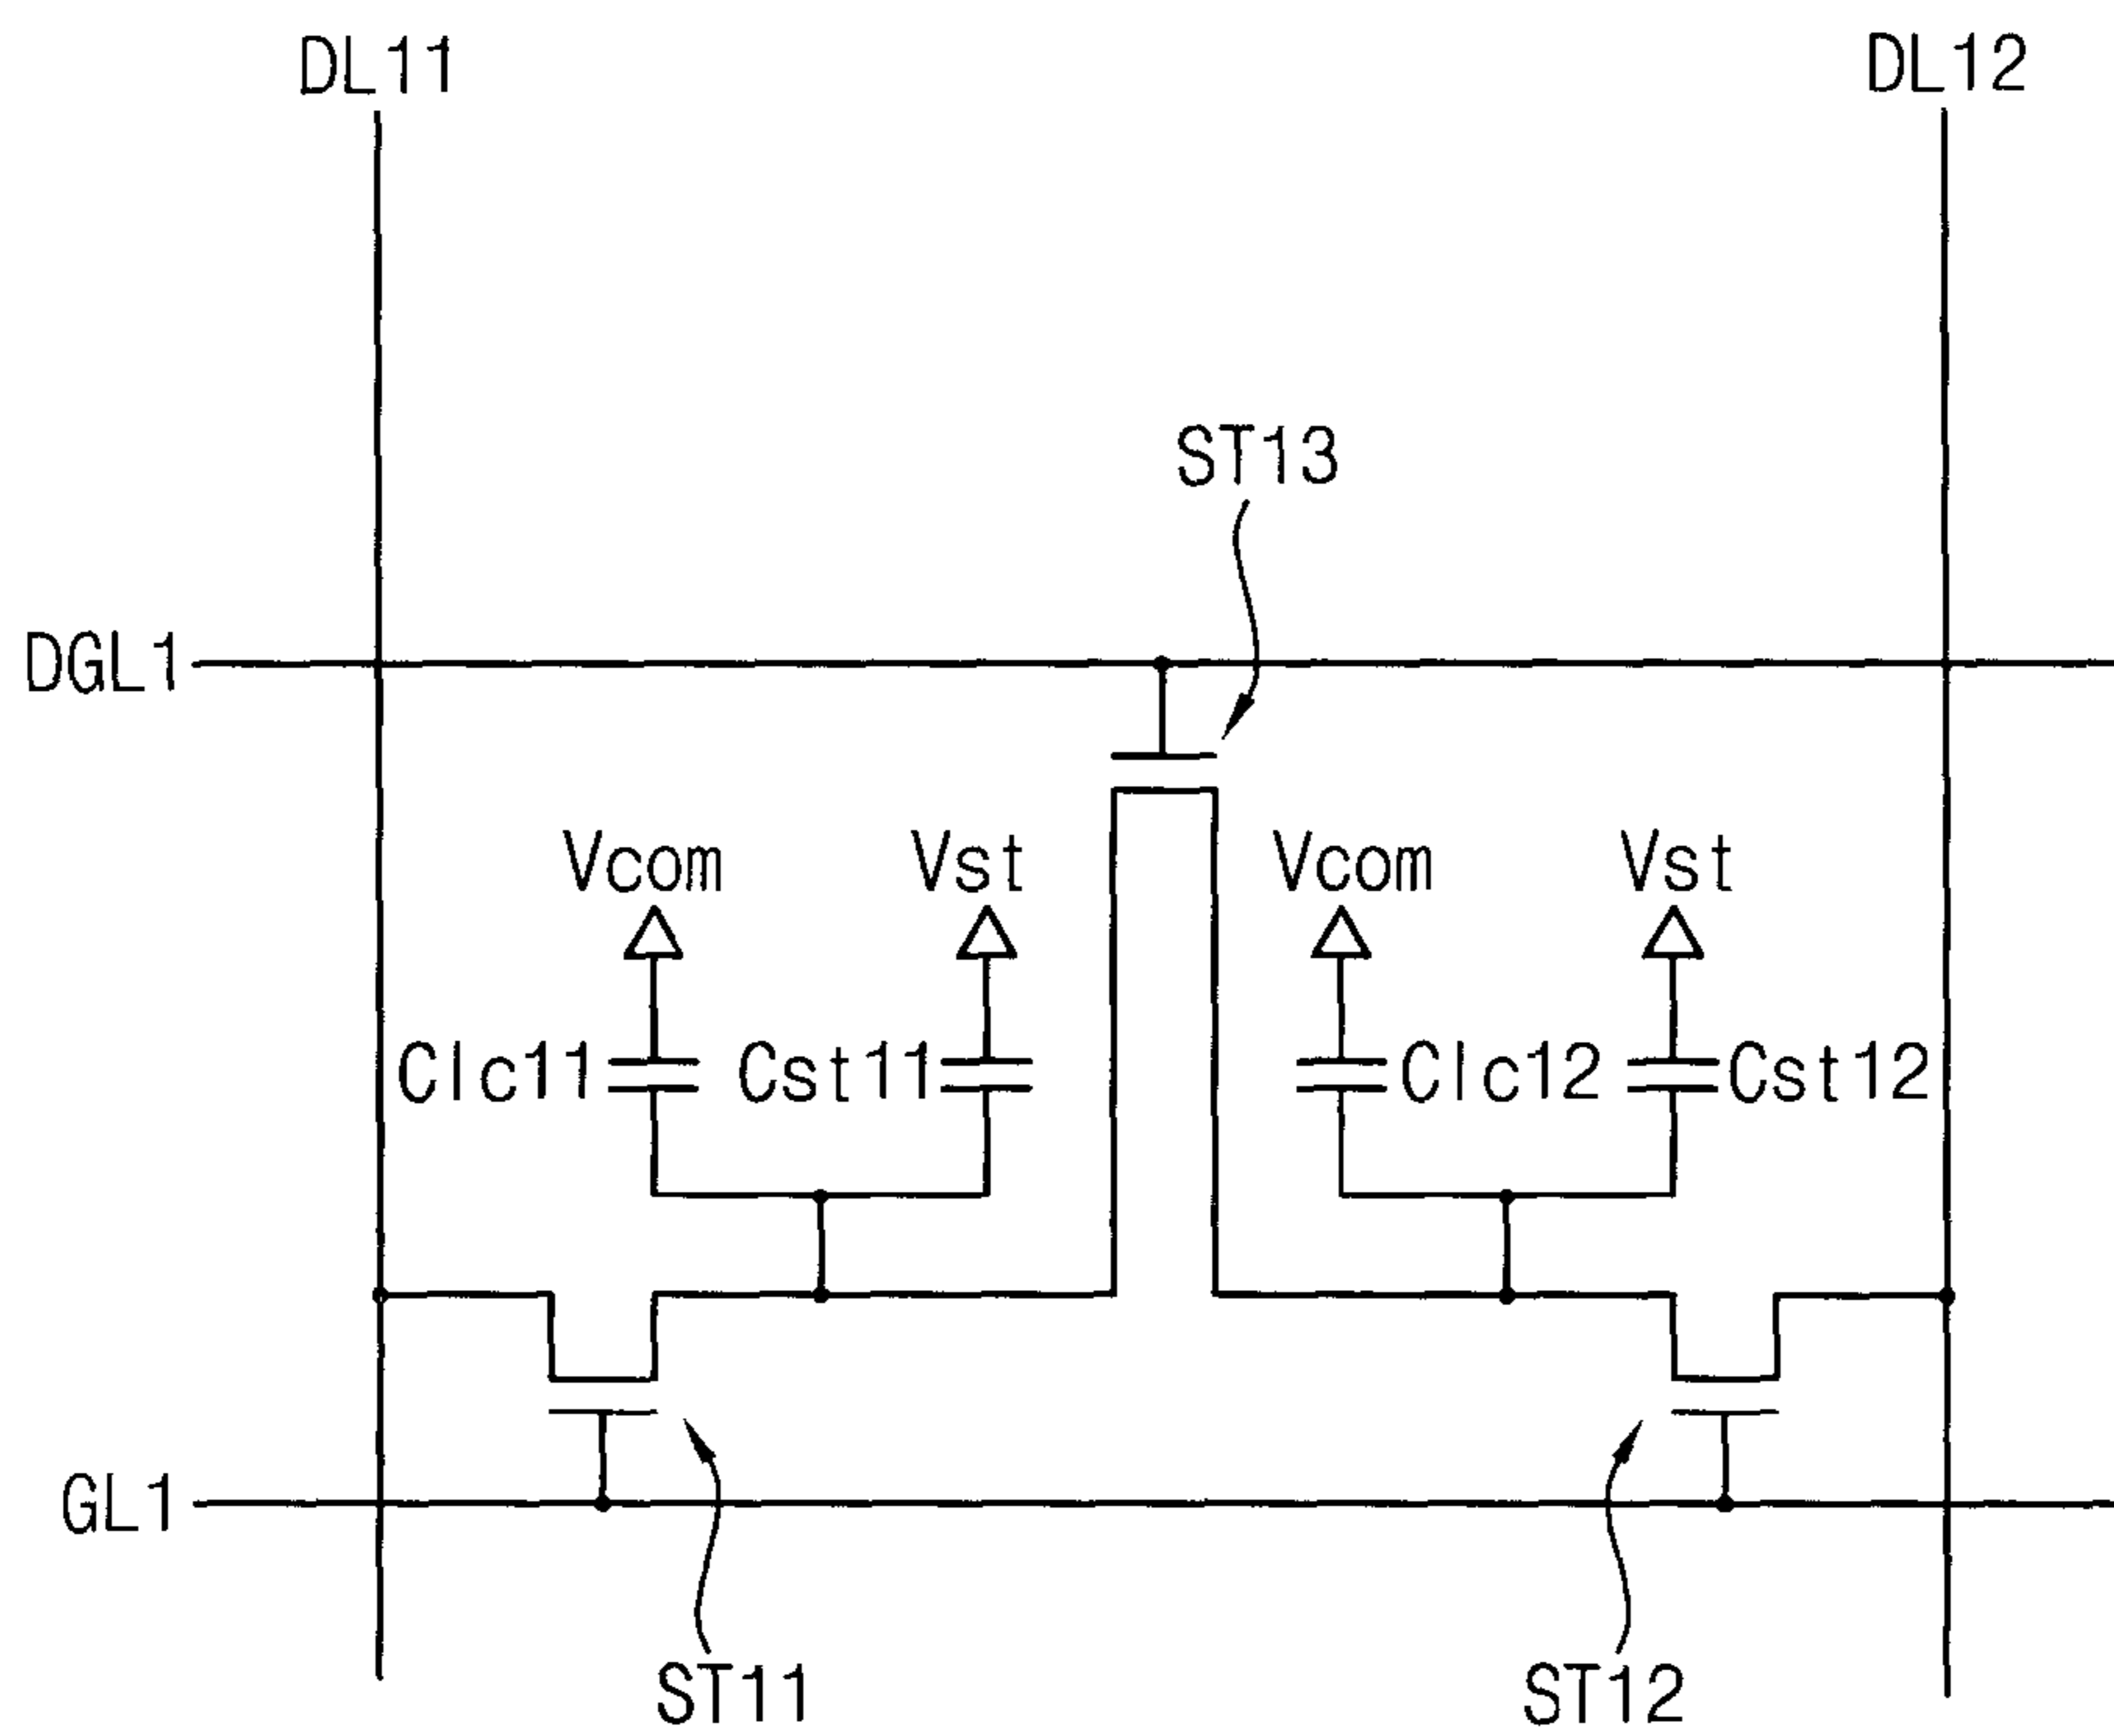 DL11
DL12
ST13
DGL1
Vcom
Vst
Vcom
Vst
Clc11
Cst11
Clc12
Cst12
GL1
ST11
ST12